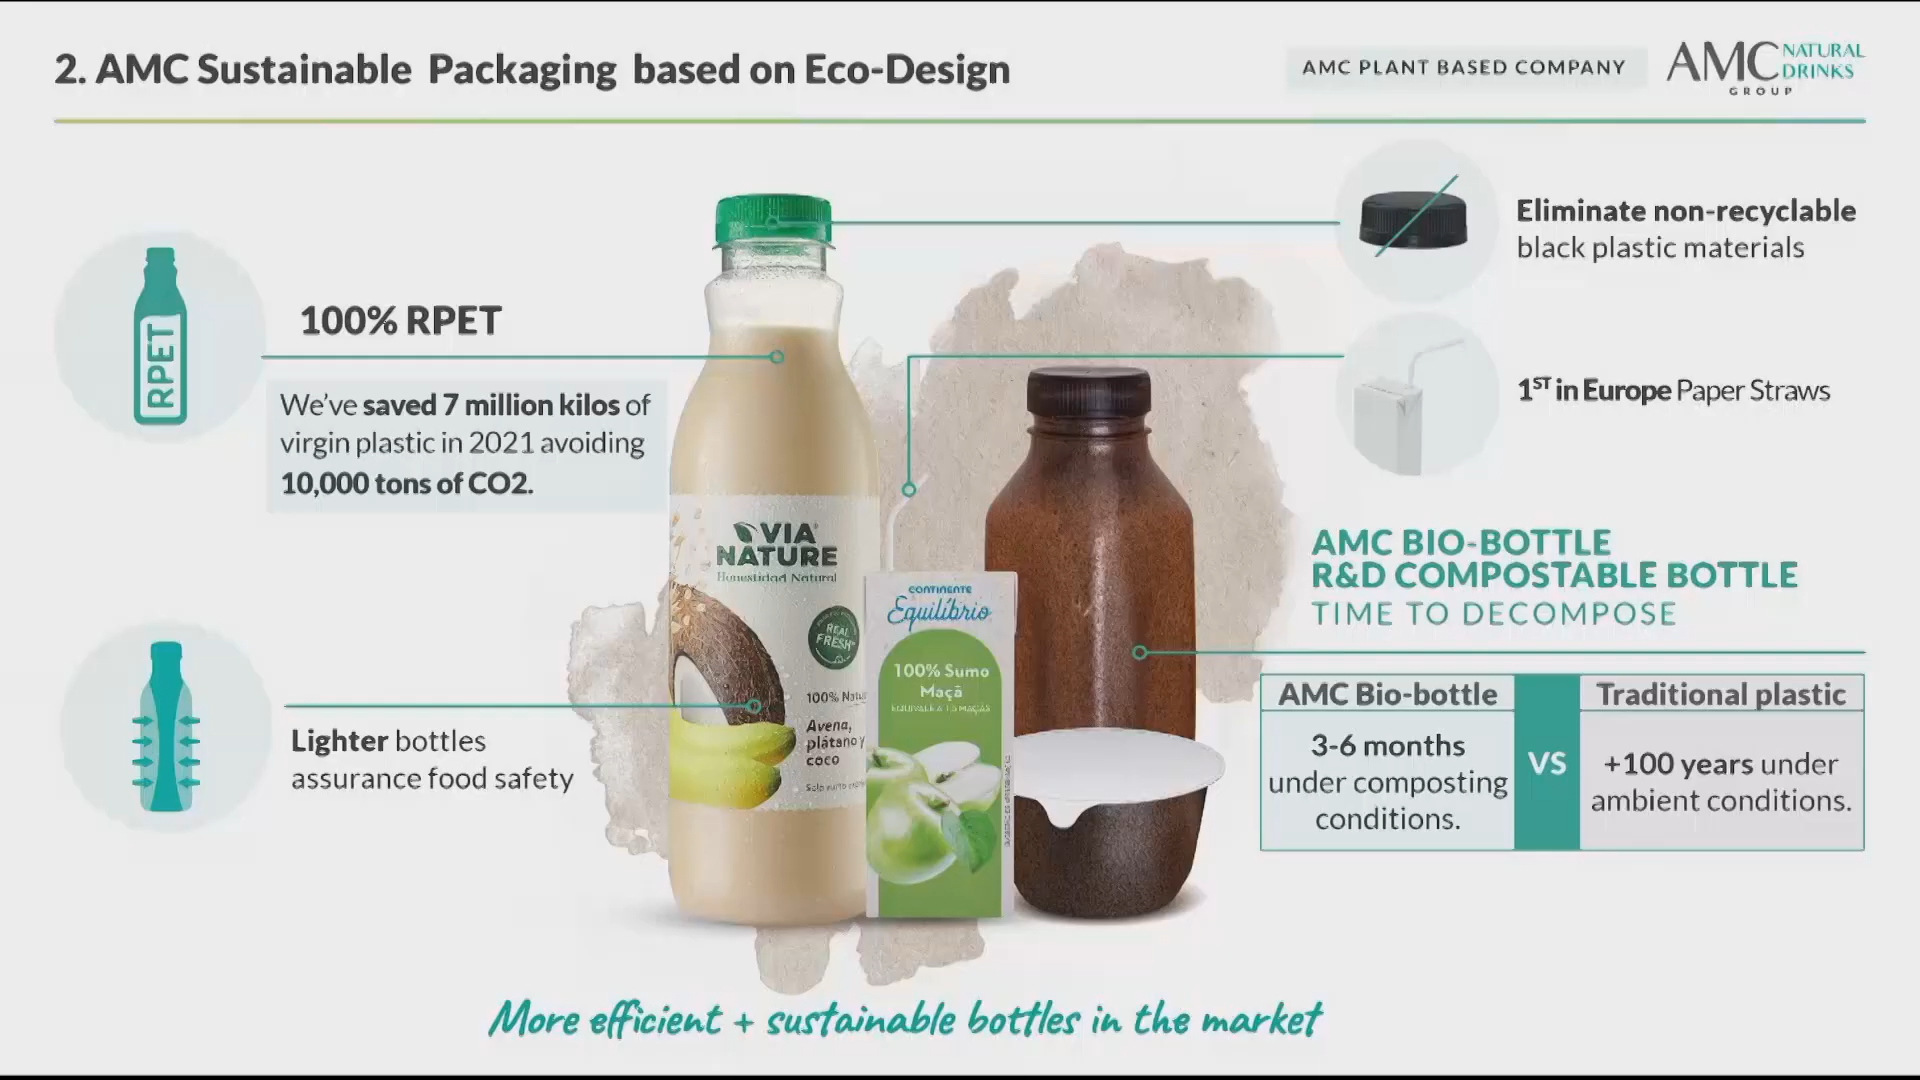 2. AMC Sustainable Packaging based on Eco-Design
AMC PLANT BASED COMPANY
AMC NATURAL
DRINKS
GROUP
Eliminate non-recyclable
black plastic materials
RPET
100% RPET
We've saved 7 million kilos of
virgin plastic in 2021 avoiding
10,000 tons of CO2.
1ST in Europe Paper Straws
VIA
NATURE
Honestidad Natural
REAL
FRESH
100%
Avena,
plátano y
coco
CONTINENTE
Equilíbrio
100% Sumo
Maçã
AMC BIO-BOTTLE
R&D COMPOSTABLE BOTTLE
TIME TO DECOMPOSE
AMC Bio-bottle
3-6 months
under composting
conditions.
VS
Traditional plastic
+100 years under
ambient conditions.
Lighter bottles
assurance food safety
More efficient + sustainable bottles in the market